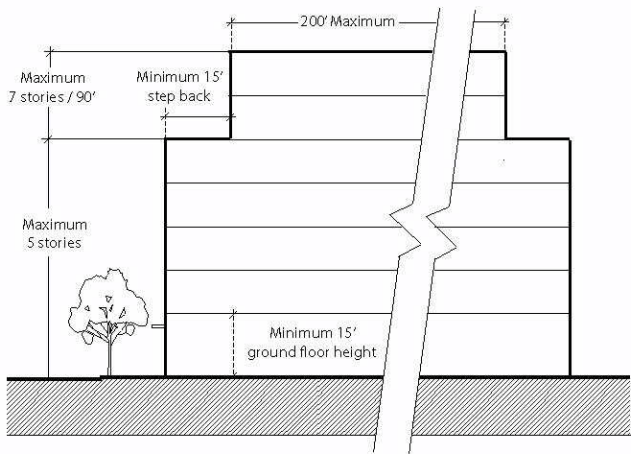 200' Maximum
Maximum
7 stories / 90'
Minimum 15'
step back
Maximum
5 stories
Minimum 15'
ground floor height